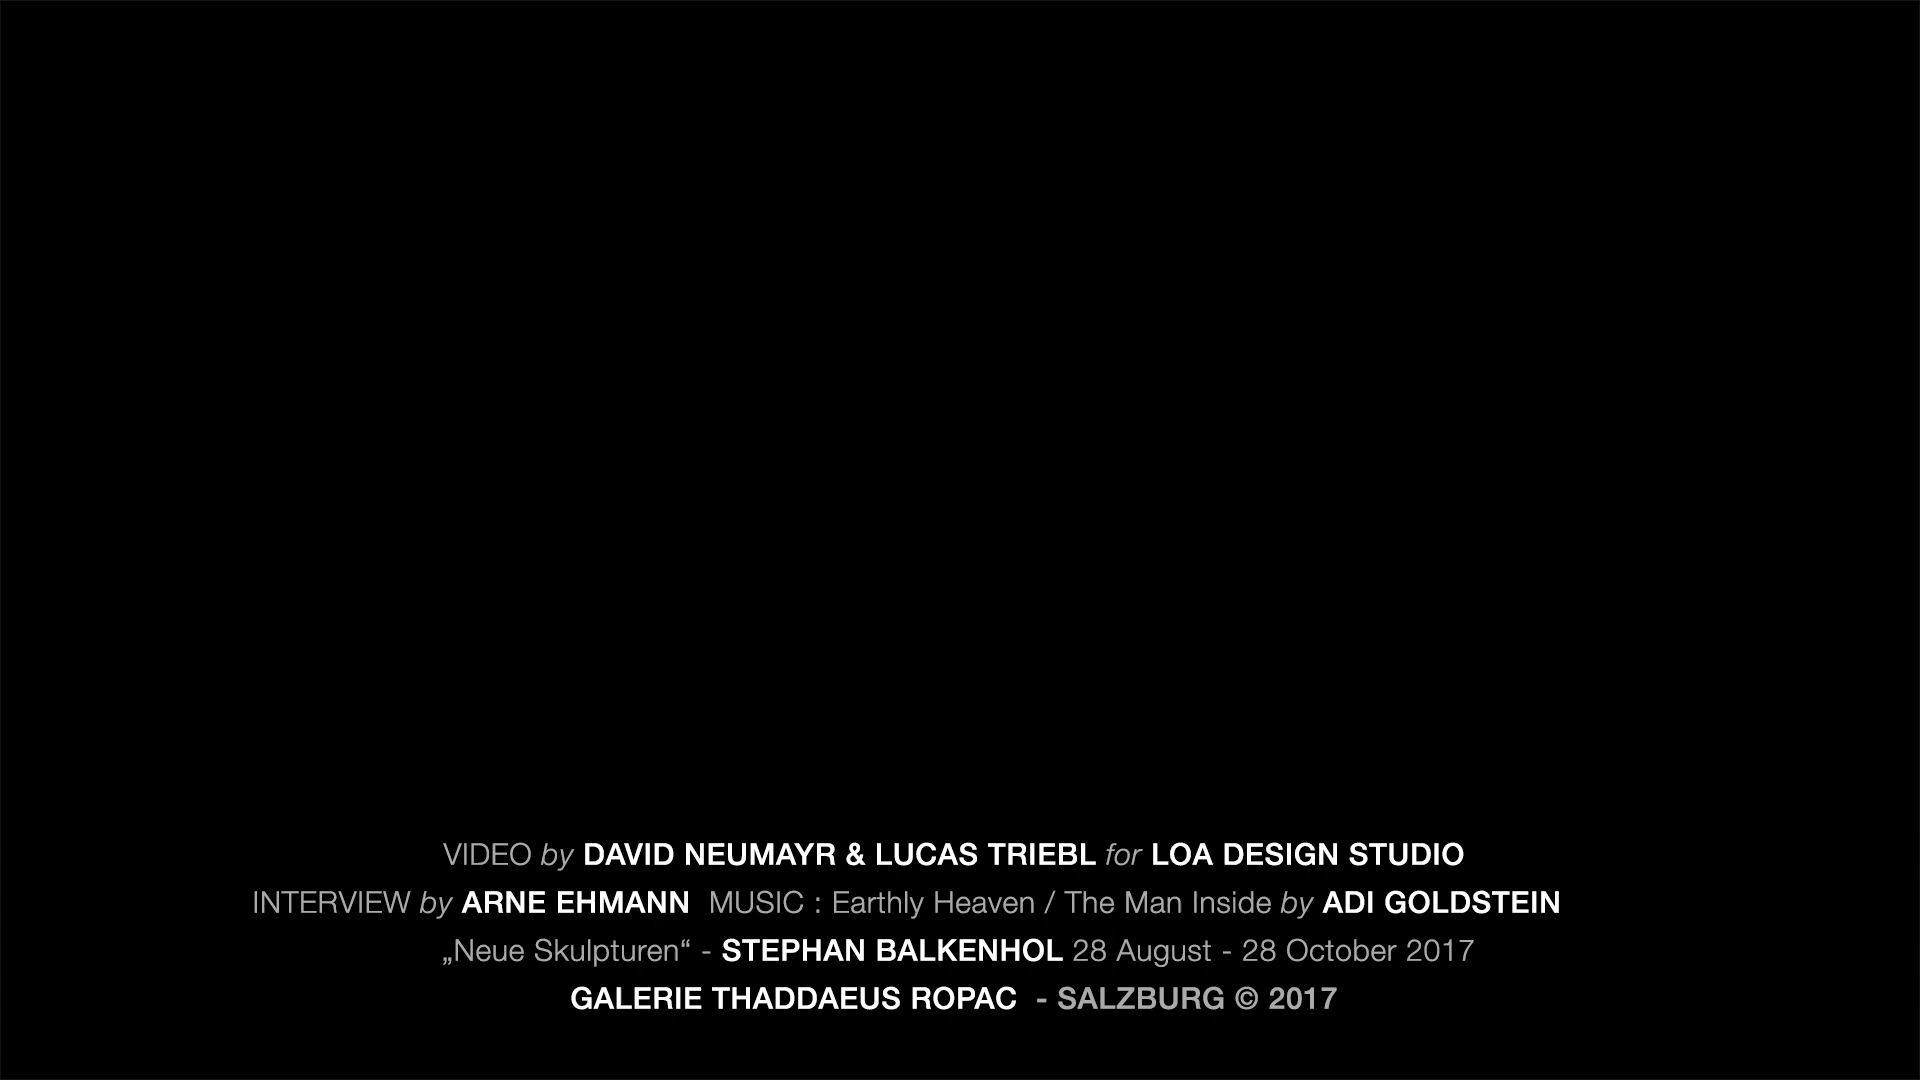 VIDEO by DAVID NEUMAYR & LUCAS TRIEBL for LOA DESIGN STUDIO
INTERVIEW by ARNE EHMANN MUSIC : Earthly Heaven / The Man Inside by ADI GOLDSTEIN
„Neue Skulpturen“ - STEPHAN BALKENHOL 28 August - 28 October 2017
GALERIE THADDAEUS ROPAC - SALZBURG © 2017